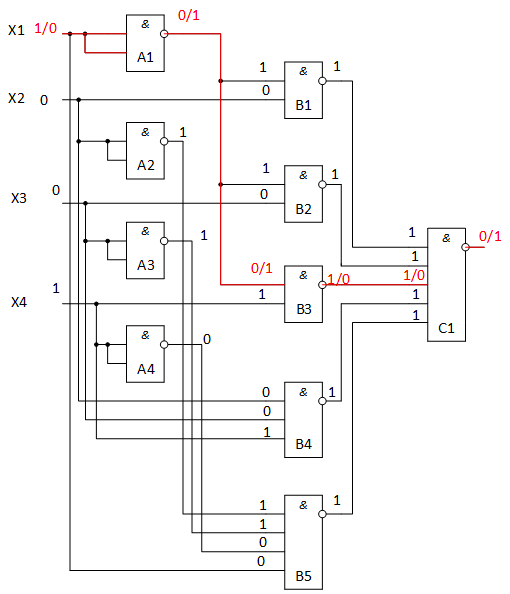 X1 1/0 & 0/1
A1
1 & 1
X2 0 0
B1
& 1
A2
1 & 1
X3 0 0
B2
& 1 1 & 0/1
A3
0/1 & 1/0 1/0
X4 1 1 1
B3
1
C1
& 0
A4
0 & 1
0
1 B4
1 & 1
1
0
0 B5